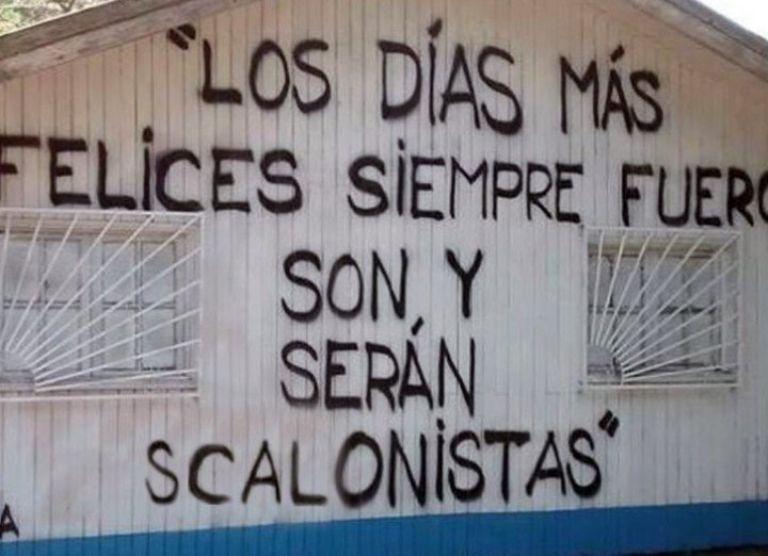 "LOS DÍAS MÁS
FELICES SIEMPRE FUERO
SON Y
SERÁN
SCALONISTAS"
A